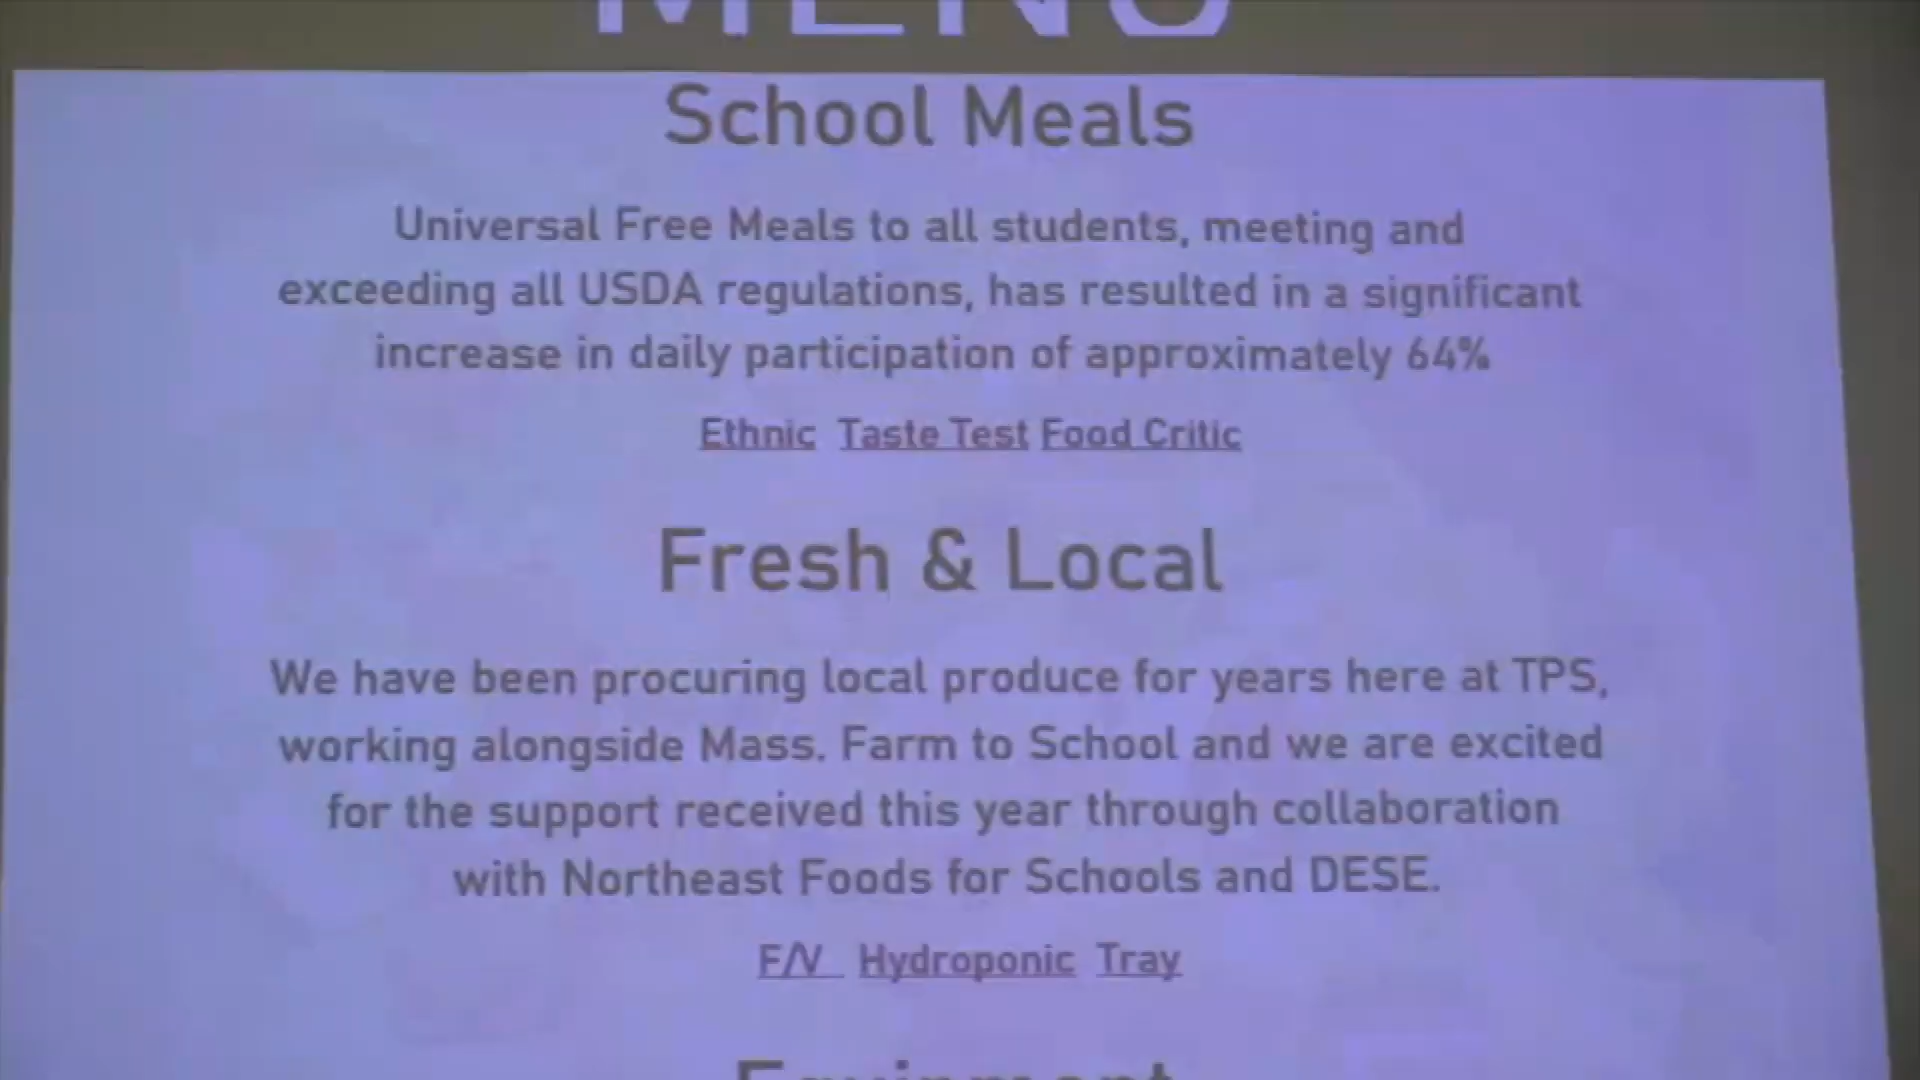 MENU
School Meals
Universal Free Meals to all students, meeting and
exceeding all USDA regulations, has resulted in a significant
increase in daily participation of approximately 64%
Ethnic Taste Test Food Critic
Fresh & Local
We have been procuring local produce for years here at TPS,
working alongside Mass. Farm to School and we are excited
for the support received this year through collaboration
with Northeast Foods for Schools and DESE.
F/V Hydroponic Tray
Equipment